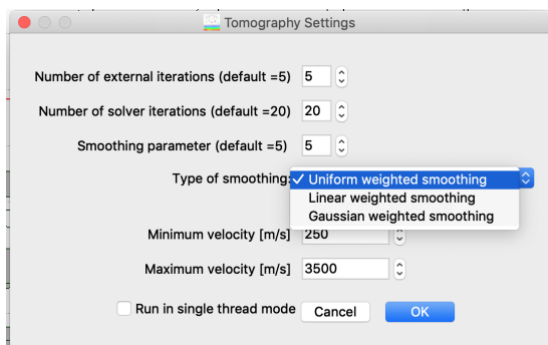 Tomography Settings
Number of external iterations (default =5) 5
Number of solver iterations (default =20) 20
Smoothing parameter (default =5) 5
Type of smoothing: ✓ Uniform weighted smoothing
Linear weighted smoothing
Gaussian weighted smoothing
Minimum velocity [m/s] 250
Maximum velocity [m/s] 3500
Run in single thread mode Cancel OK